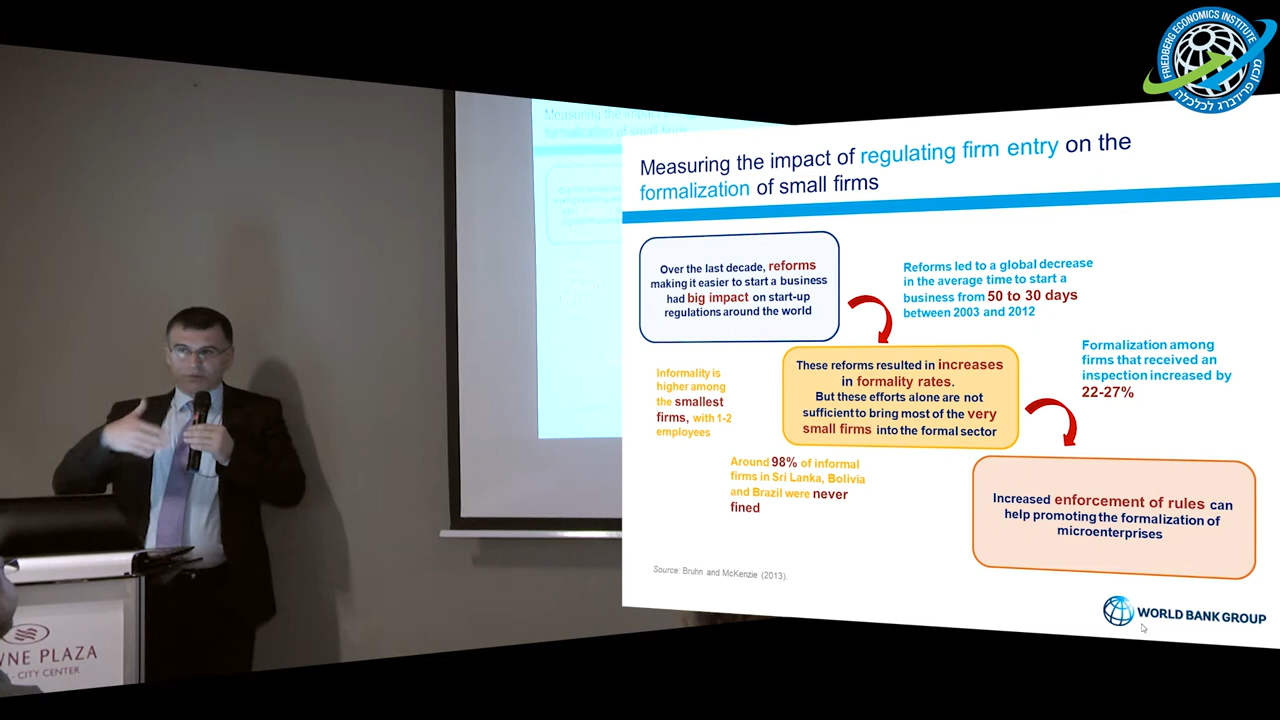 FRIEDBERG ECONOMICS INSTITUTE
מכון פרידברג לכלכלה
Measuring the impact of regulating firm entry on the
formalization of small firms
Over the last decade, reforms
making it easier to start a business
had big impact on start-up
regulations around the world
Reforms led to a global decrease
in the average time to start a
business from 50 to 30 days
between 2003 and 2012
Informality is
higher among
the smallest
firms, with 1-2
employees
These reforms resulted in increases
in formality rates.
But these efforts alone are not
sufficient to bring most of the very
small firms into the formal sector
Formalization among
firms that received an
inspection increased by
22-27%
Around 98% of informal
firms in Sri Lanka, Bolivia
and Brazil were never
fined
Increased enforcement of rules can
help promoting the formalization of
microenterprises
Source: Bruhn and McKenzie (2013).
WORLD BANK GROUP
WNE PLAZA
- CITY CENTER
Measuring the impact
formalization of small firms